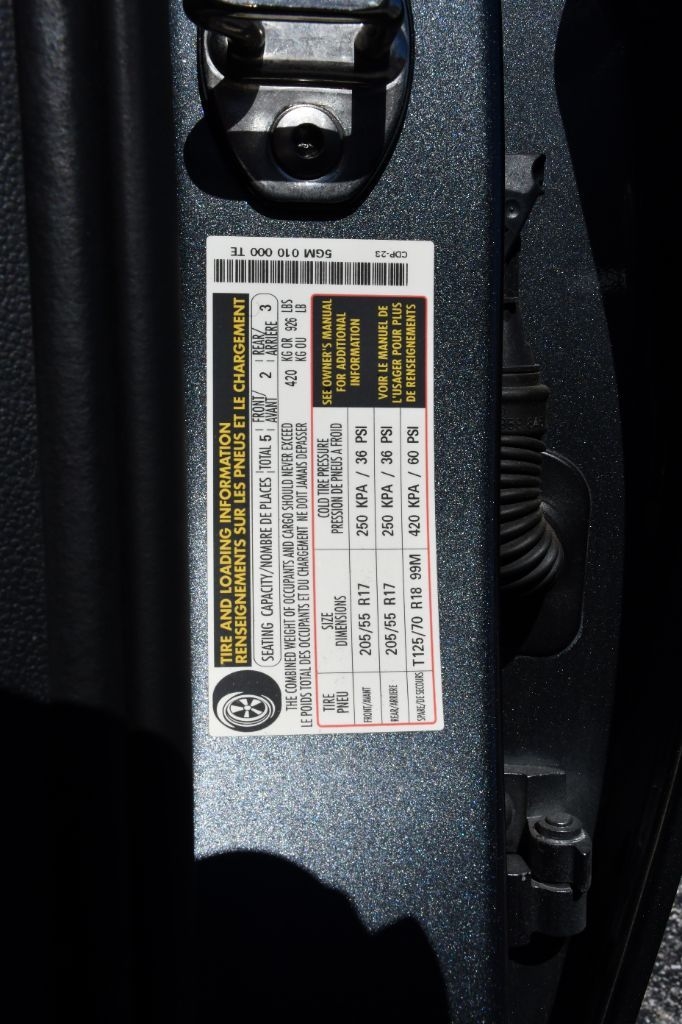 CDP-23
5GM 010 000 TE
TIRE AND LOADING INFORMATION
RENSEIGNEMENTS SUR LES PNEUS ET LE CHARGEMENT
SEATING CAPACITY/NOMBRE DE PLACES TOTAL 5 FRONT/AVANT 2 REAR/ARRIÈRE 3
THE COMBINED WEIGHT OF OCCUPANTS AND CARGO SHOULD NEVER EXCEED 420 KG OR 926 LBS
LE POIDS TOTAL DES OCCUPANTS ET DU CHARGEMENT NE DOIT JAMAIS DEPASSER KG OU LB
TIRE SIZE COLD TIRE PRESSURE
PNEU DIMENSIONS PRESSION DE PNEUS A FROID
FRONT/AVANT 205/55 R17 250 KPA / 36 PSI
REAR/ARRIERE 205/55 R17 250 KPA / 36 PSI
SPARE/DE SECOURS T125/70 R18 99M 420 KPA / 60 PSI
SEE OWNER'S MANUAL
FOR ADDITIONAL
INFORMATION
VOIR LE MANUEL DE
L'USAGER POUR PLUS
DE RENSEIGNEMENTS